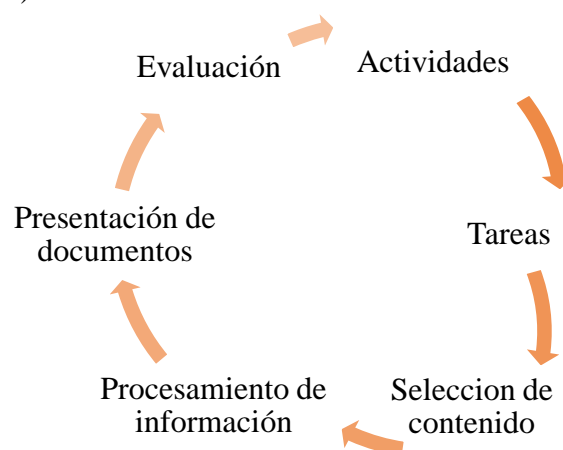 Evaluación
Actividades
Presentación de
documentos
Tareas
Procesamiento de
información
Seleccion de
contenido